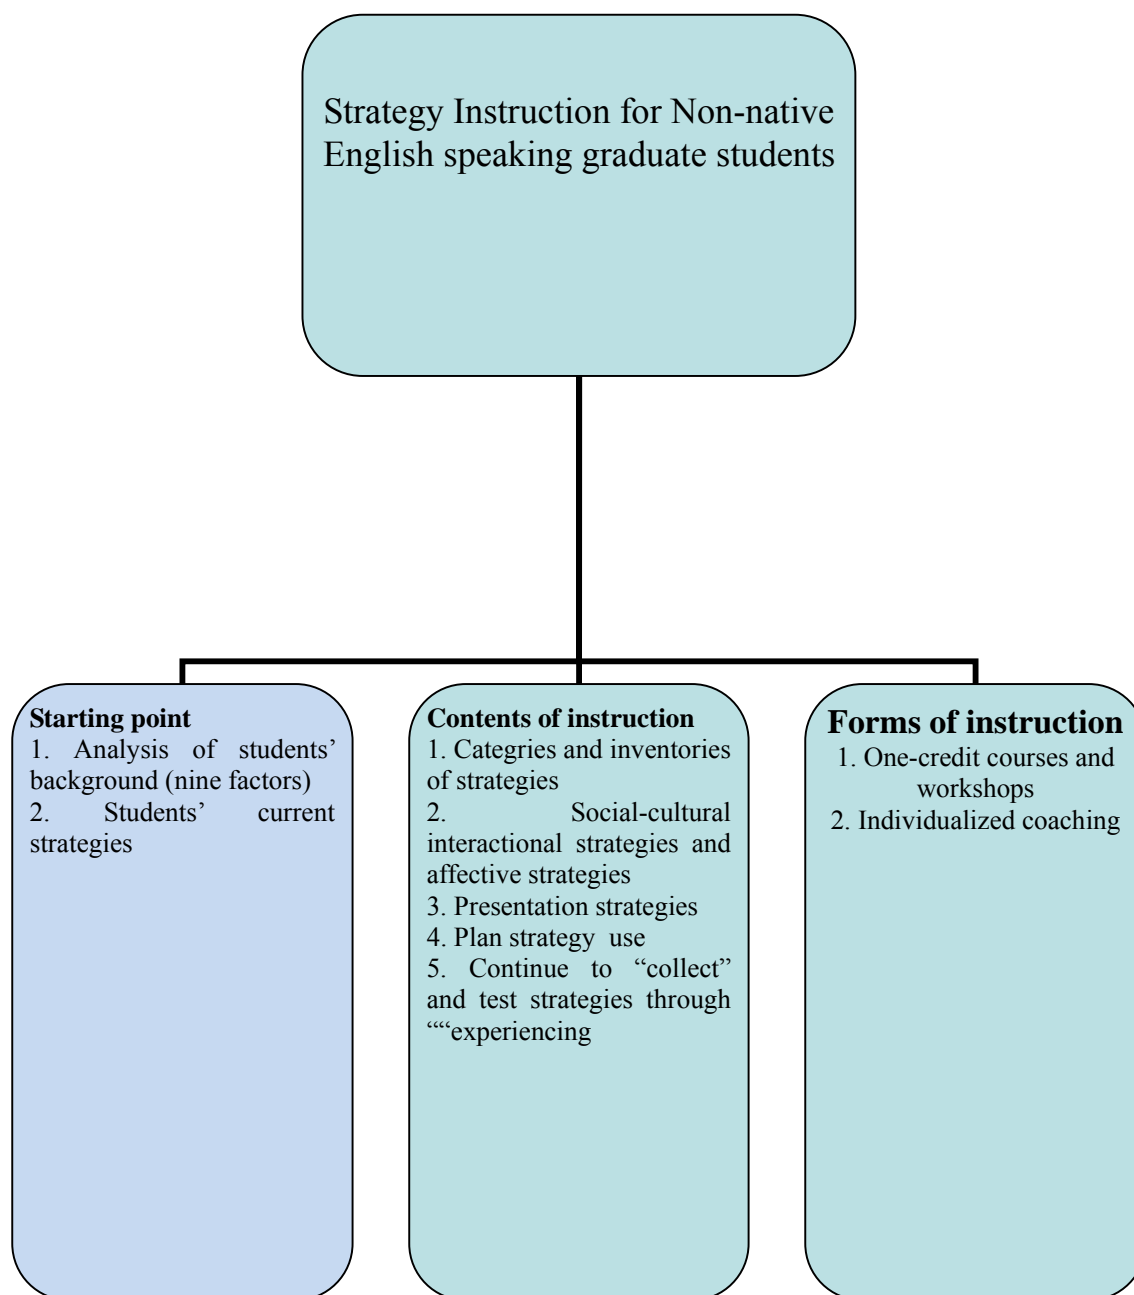 Strategy Instruction for Non-native
English speaking graduate students
Starting point
1. Analysis of students’
background (nine factors)
2. Students’ current
strategies
Contents of instruction
1. Categries and inventories
of strategies
2. Social-cultural
interactional strategies and
affective strategies
3. Presentation strategies
4. Plan strategy use
5. Continue to “collect”
and test strategies through
““experiencing
Forms of instruction
1. One-credit courses and
workshops
2. Individualized coaching